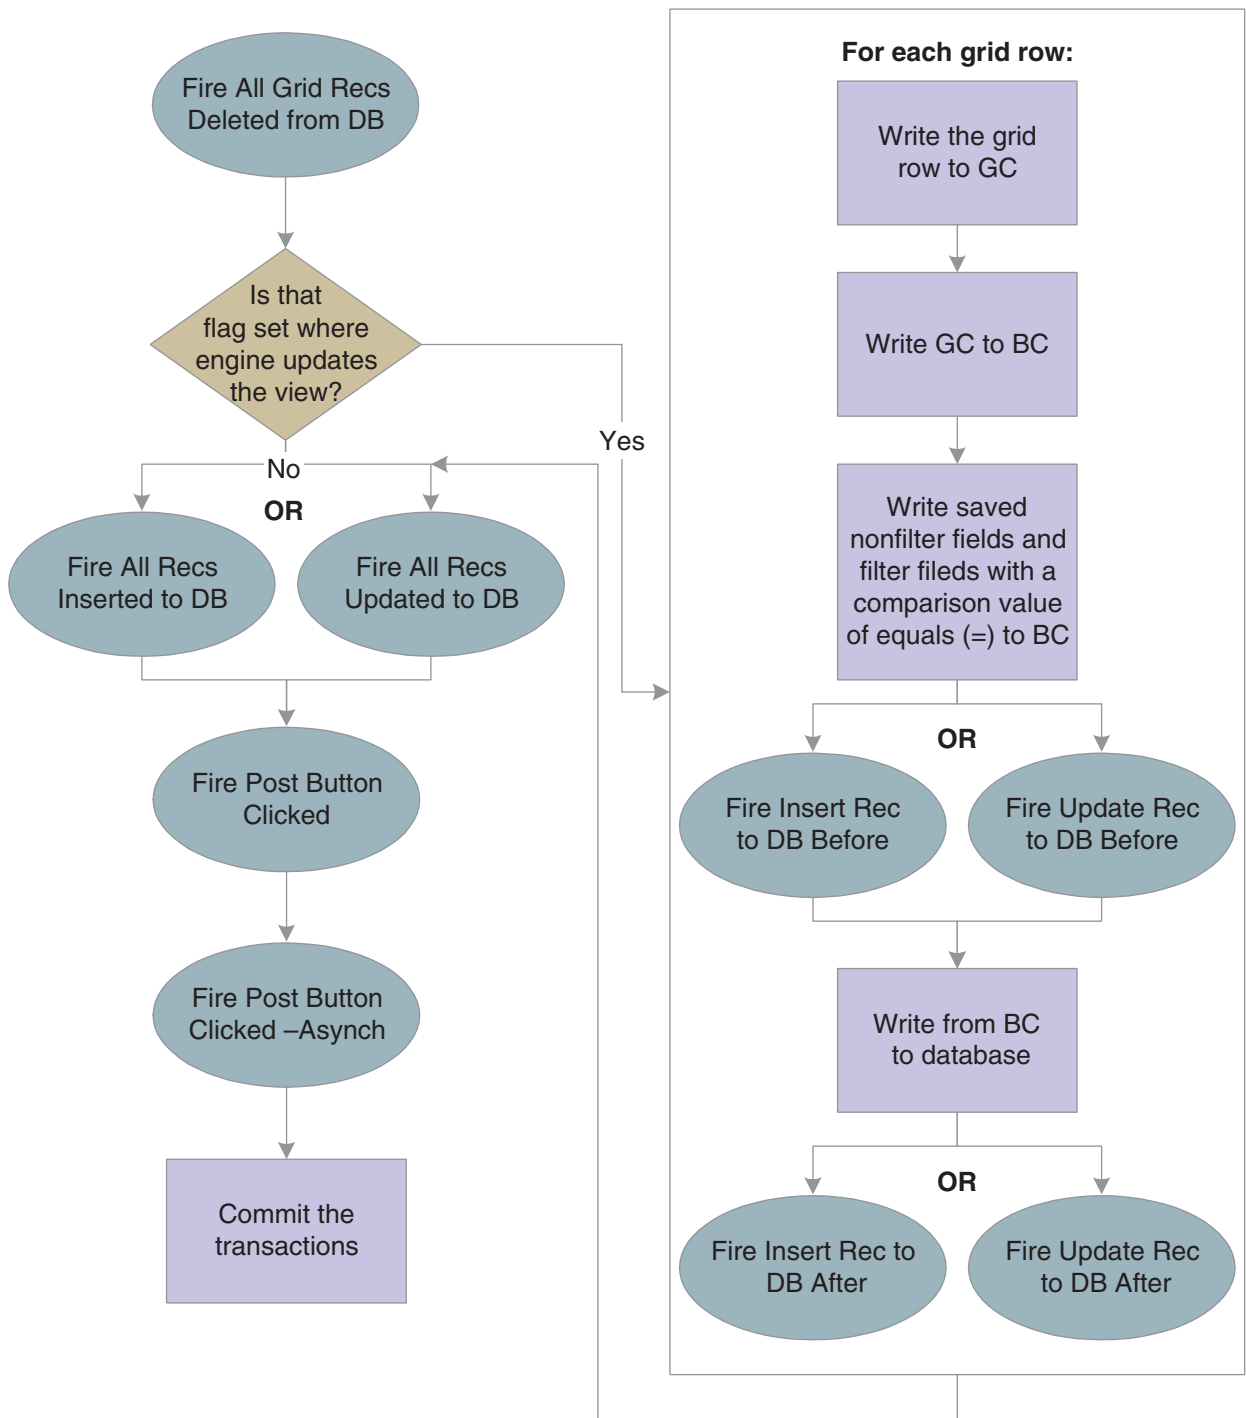 Fire All Grid Recs
Deleted from DB
Is that
flag set where
engine updates
the view?
Yes
No
OR
Fire All Recs
Inserted to DB
Fire All Recs
Updated to DB
Fire Post Button
Clicked
Fire Post Button
Clicked –Asynch
Commit the
transactions
For each grid row:
Write the grid
row to GC
Write GC to BC
Write saved
nonfilter fields and
filter fileds with a
comparison value
of equals (=) to BC
OR
Fire Insert Rec
to DB Before
Fire Update Rec
to DB Before
Write from BC
to database
OR
Fire Insert Rec to
DB After
Fire Update Rec
to DB After